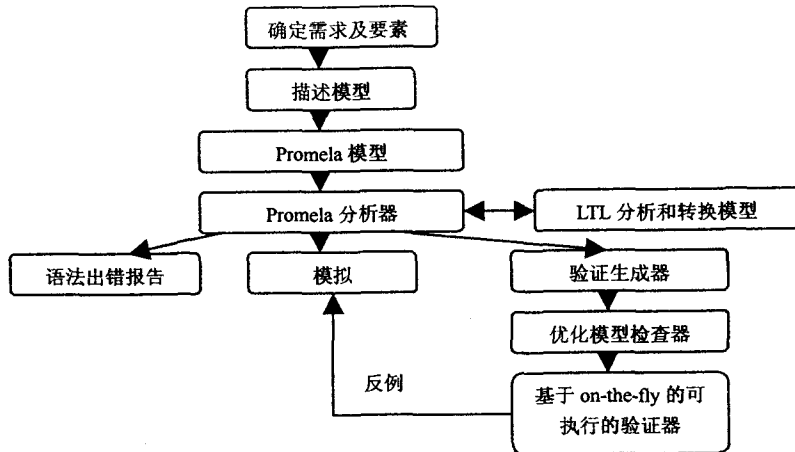 确定需求及要素
描述模型
Promela 模型
Promela 分析器
LTL 分析和转换模型
语法出错报告
模拟
验证生成器
优化模型检查器
反例
基于 on-the-fly 的可
执行的验证器